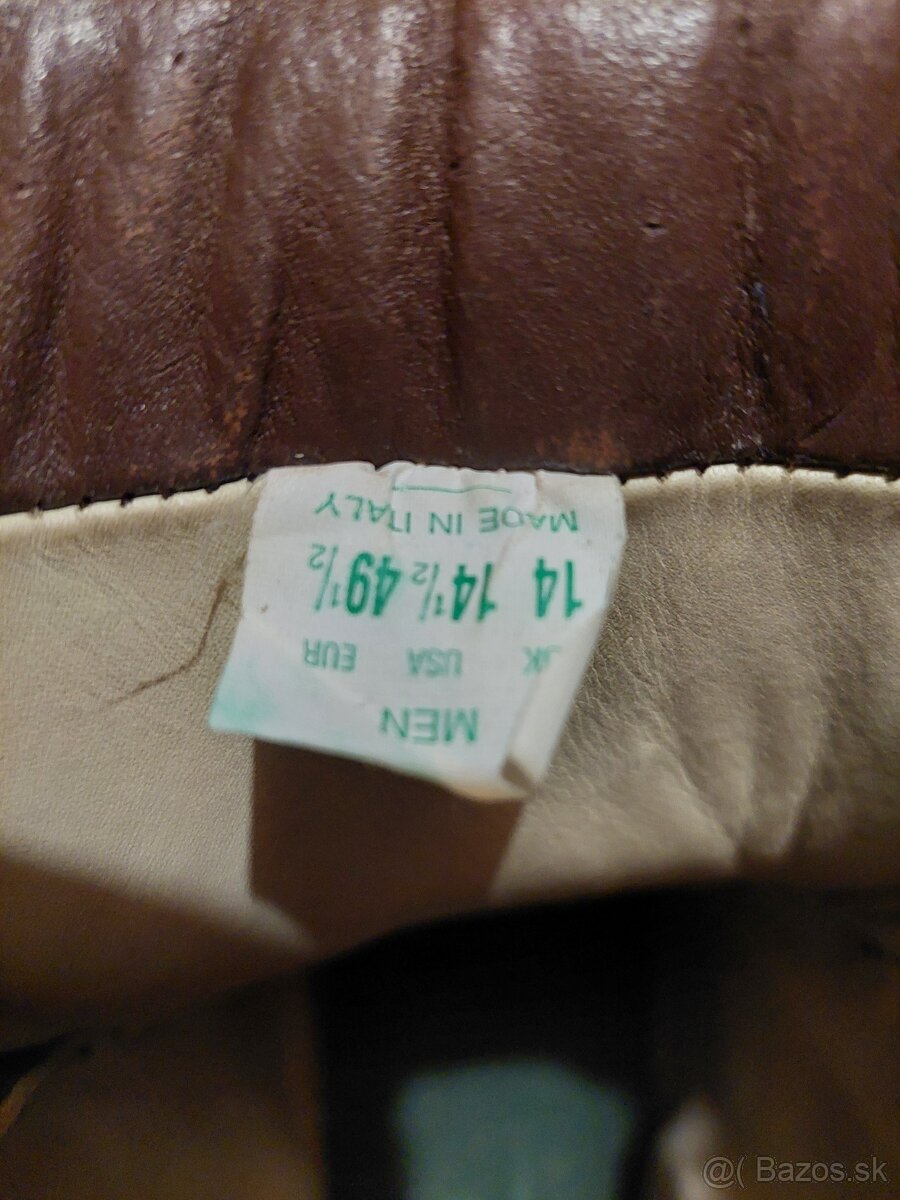 MEN
UK USA EUR
14 14½ 49½
MADE IN ITALY
@( Bazos.sk